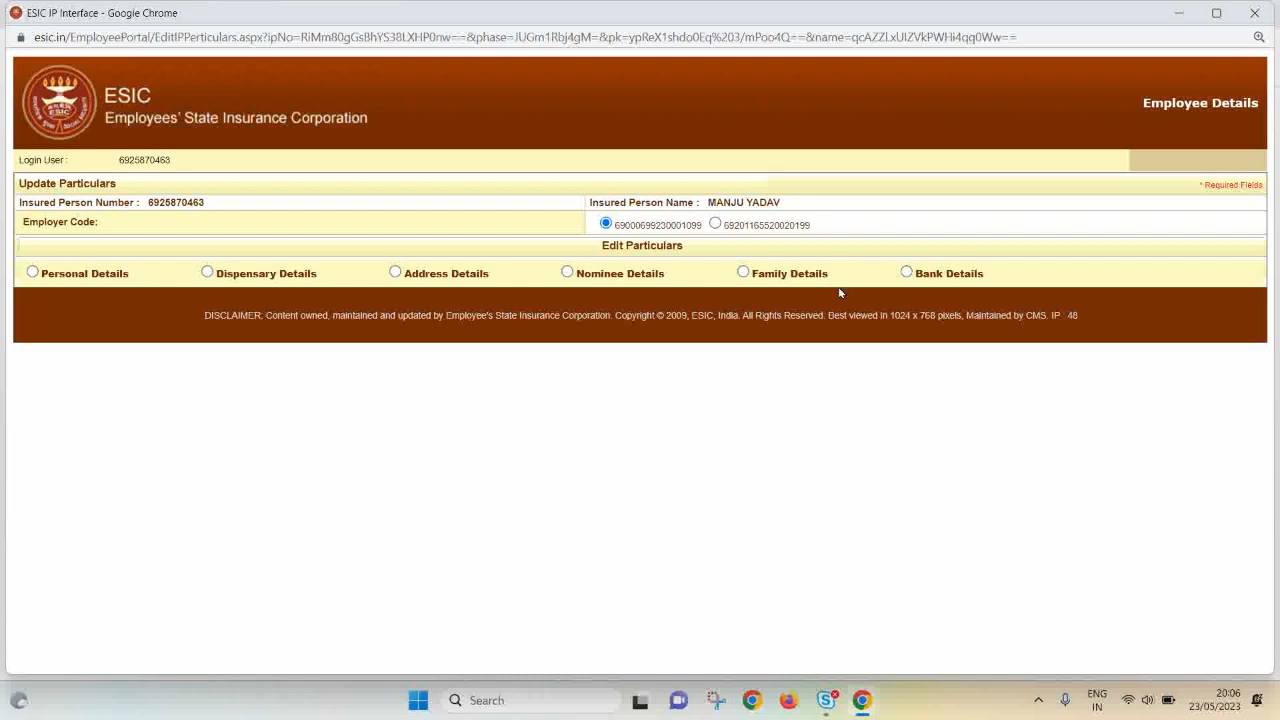 ESIC IP Interface - Google Chrome
esic.in/EmployeePortal/EditIPPerticulars.aspx?ipNo=RiMm80gGsBhYS38LXHP0nw==&phase=JUGm1Rbj4gM=&pk=ypReX1shdo0Eq%203/mPoo4Q==&name=qcAZZLxUIZVkPWHi4qq0Ww==
ESIC
Employees' State Insurance Corporation
Employee Details
Login User : 6925870463
Update Particulars
* Required Fields
Insured Person Number : 6925870463 Insured Person Name : MANJU YADAV
Employer Code: 69000699230001099 69201165520020199
Edit Particulars
Personal Details Dispensary Details Address Details Nominee Details Family Details Bank Details
DISCLAIMER: Content owned, maintained and updated by Employee's State Insurance Corporation. Copyright © 2009, ESIC, India. All Rights Reserved. Best viewed in 1024 x 768 pixels, Maintained by CMS. IP : 48
Search
ENG
IN
20:06
23/05/2023